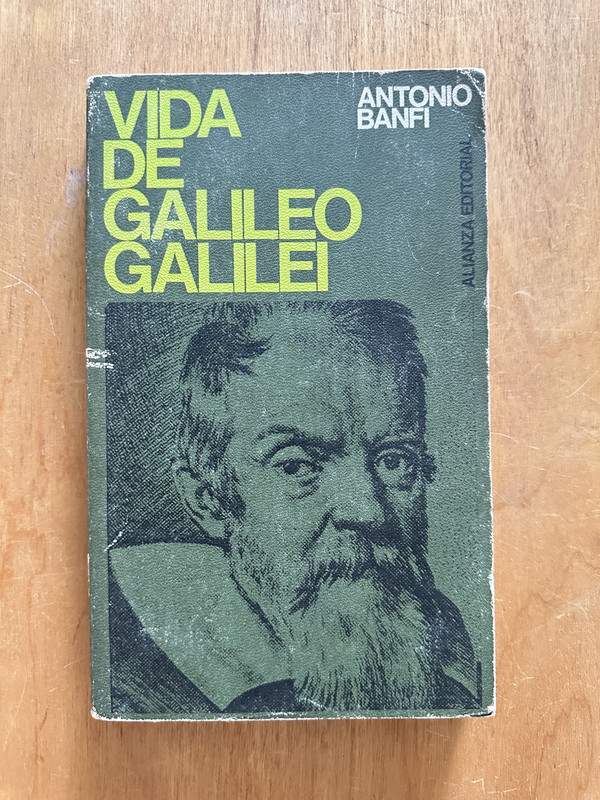 VIDA
DE
GALILEO
GALILEI
ANTONIO
BANFI
ALIANZA EDITORIAL